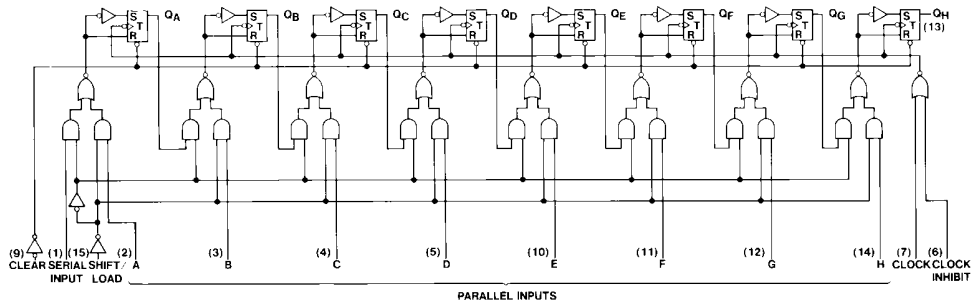 S QA S QB S QC S QD S QE S QF S QG S QH
T T T T T T T T (13)
R R R R R R R R
(9) (1) (15) (2) (3) (4) (5) (10) (11) (12) (14) (7) (6)
CLEAR SERIAL SHIFT/ A B C D E F G H CLOCK CLOCK
INPUT LOAD INHIBIT
PARALLEL INPUTS